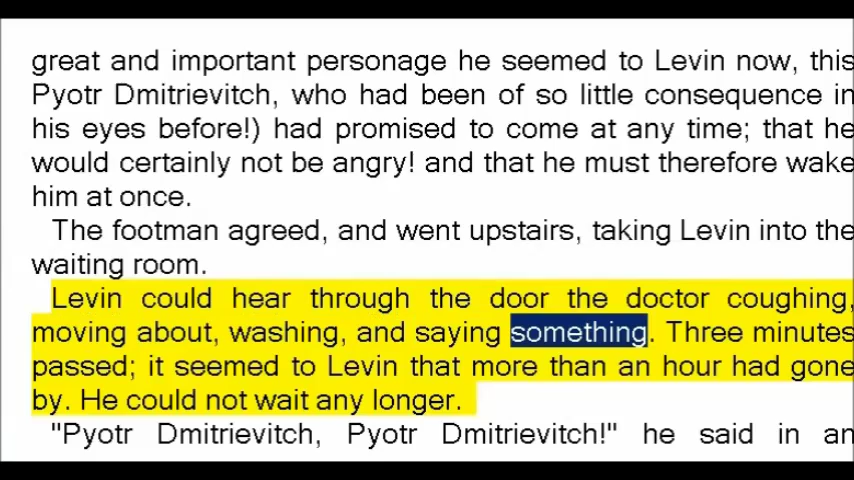 great and important personage he seemed to Levin now, this
Pyotr Dmitrievitch, who had been of so little consequence in
his eyes before!) had promised to come at any time; that he
would certainly not be angry! and that he must therefore wake
him at once.
The footman agreed, and went upstairs, taking Levin into the
waiting room.
Levin could hear through the door the doctor coughing,
moving about, washing, and saying something. Three minutes
passed; it seemed to Levin that more than an hour had gone
by. He could not wait any longer.
"Pyotr Dmitrievitch, Pyotr Dmitrievitch!" he said in an